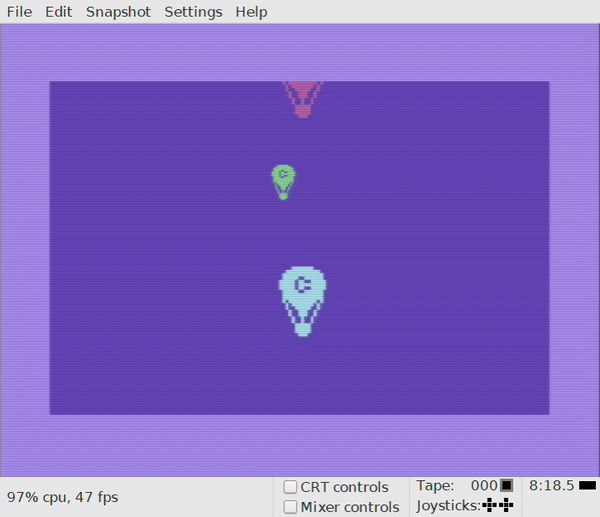 File Edit Snapshot Settings Help
C
C
97% cpu, 47 fps
CRT controls
Mixer controls
Tape: 000
Joysticks:
8:18.5